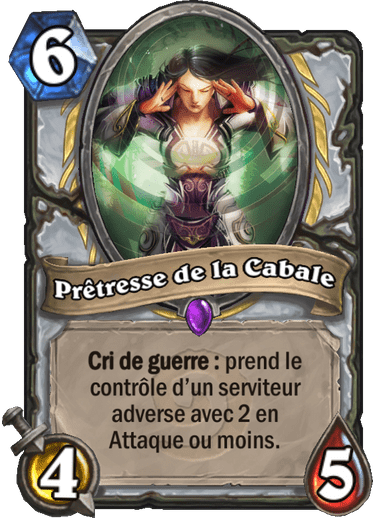 6
Prêtresse de la Cabale
Cri de guerre : prend le
contrôle d’un serviteur
adverse avec 2 en
Attaque ou moins.
4
5